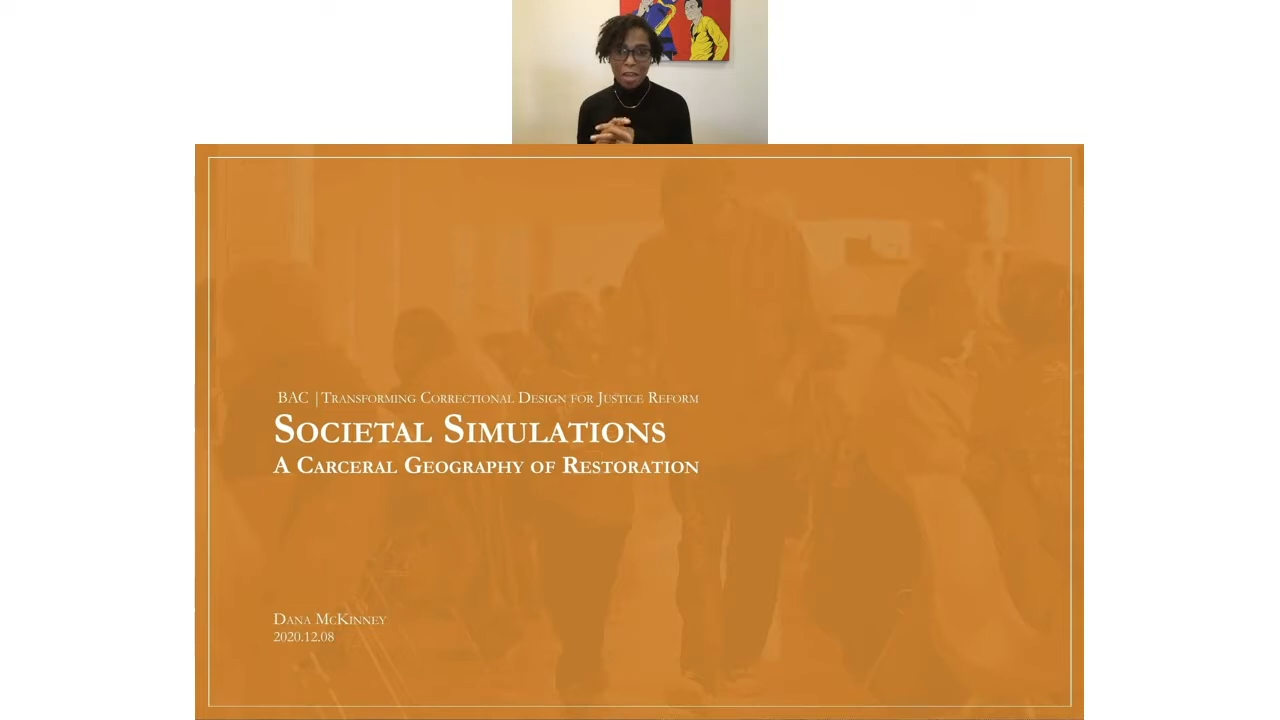 BAC | Transforming Correctional Design for Justice Reform
Societal Simulations
A Carceral Geography of Restoration
Dana McKinney
2020.12.08